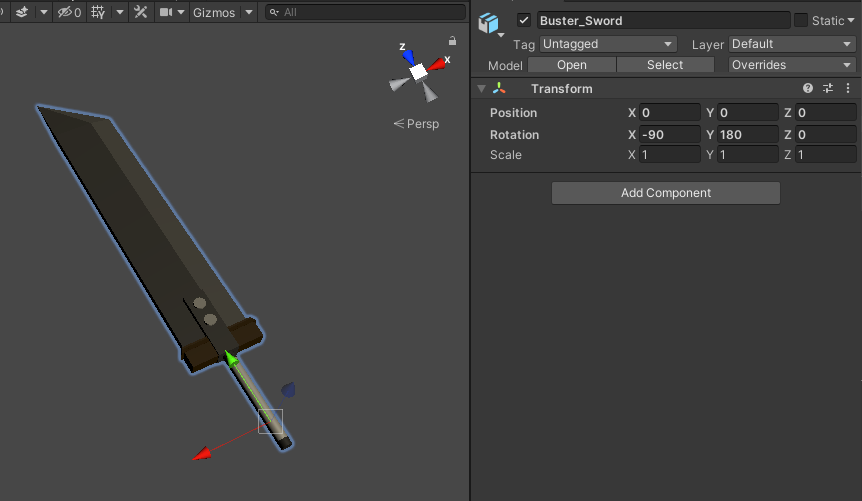 0 Gizmos All
z
x
Persp
Buster_Sword Static
Tag Untagged Layer Default
Model Open Select Overrides
Transform
Position X 0 Y 0 Z 0
Rotation X -90 Y 180 Z 0
Scale X 1 Y 1 Z 1
Add Component